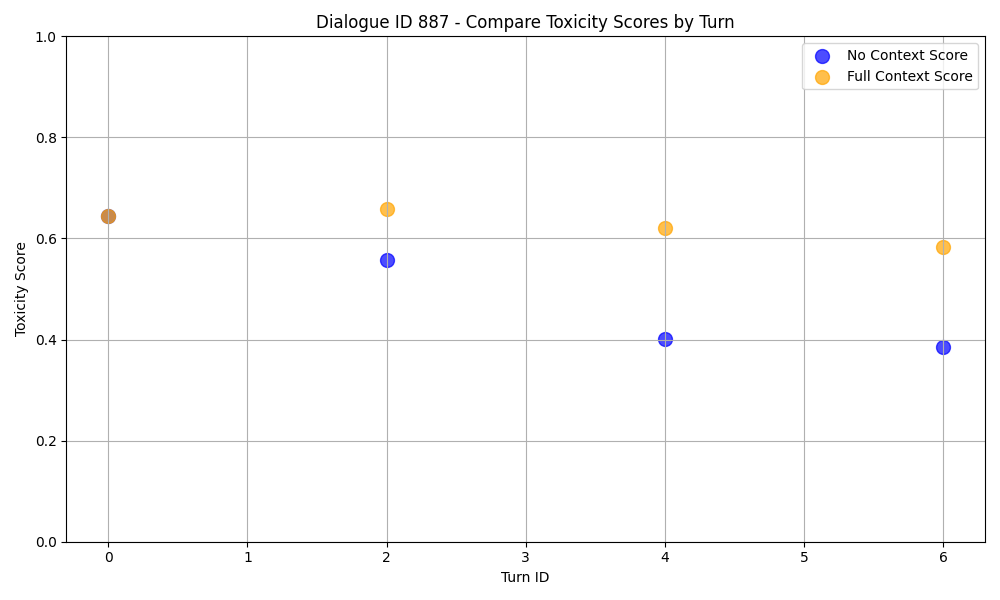 Dialogue ID 887 - Compare Toxicity Scores by Turn
No Context Score
Full Context Score
Toxicity Score
1.0
0.8
0.6
0.4
0.2
0.0
0 1 2 3 4 5 6
Turn ID